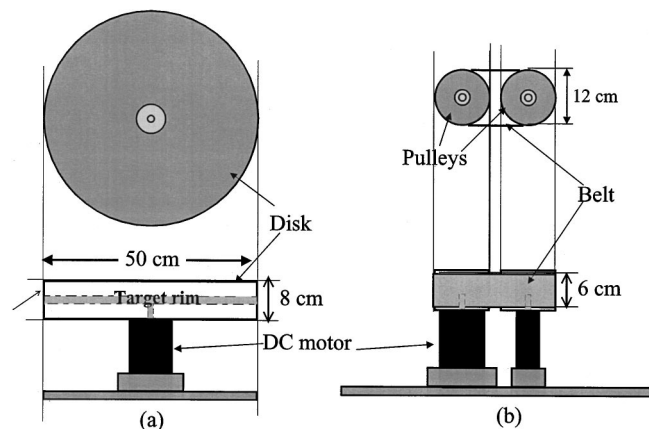 Disk
50 cm
Target rim
8 cm
DC motor
(a)
12 cm
Pulleys
Belt
6 cm
(b)